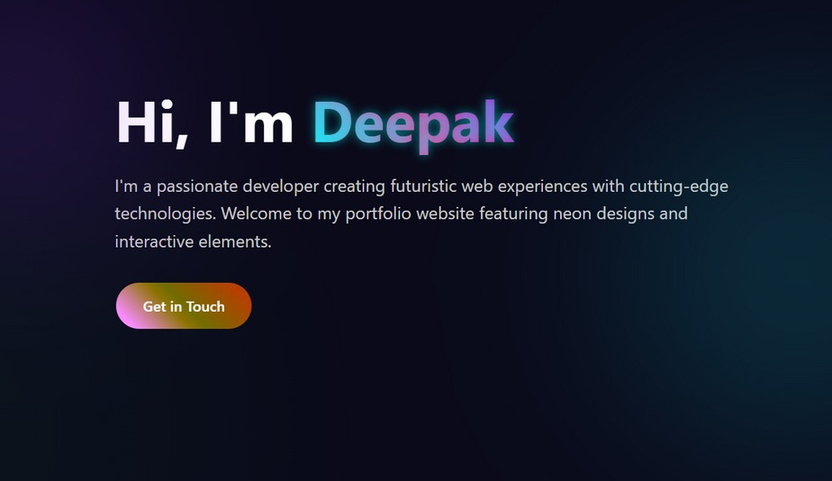 Hi, I'm Deepak
I'm a passionate developer creating futuristic web experiences with cutting-edge
technologies. Welcome to my portfolio website featuring neon designs and
interactive elements.
Get in Touch